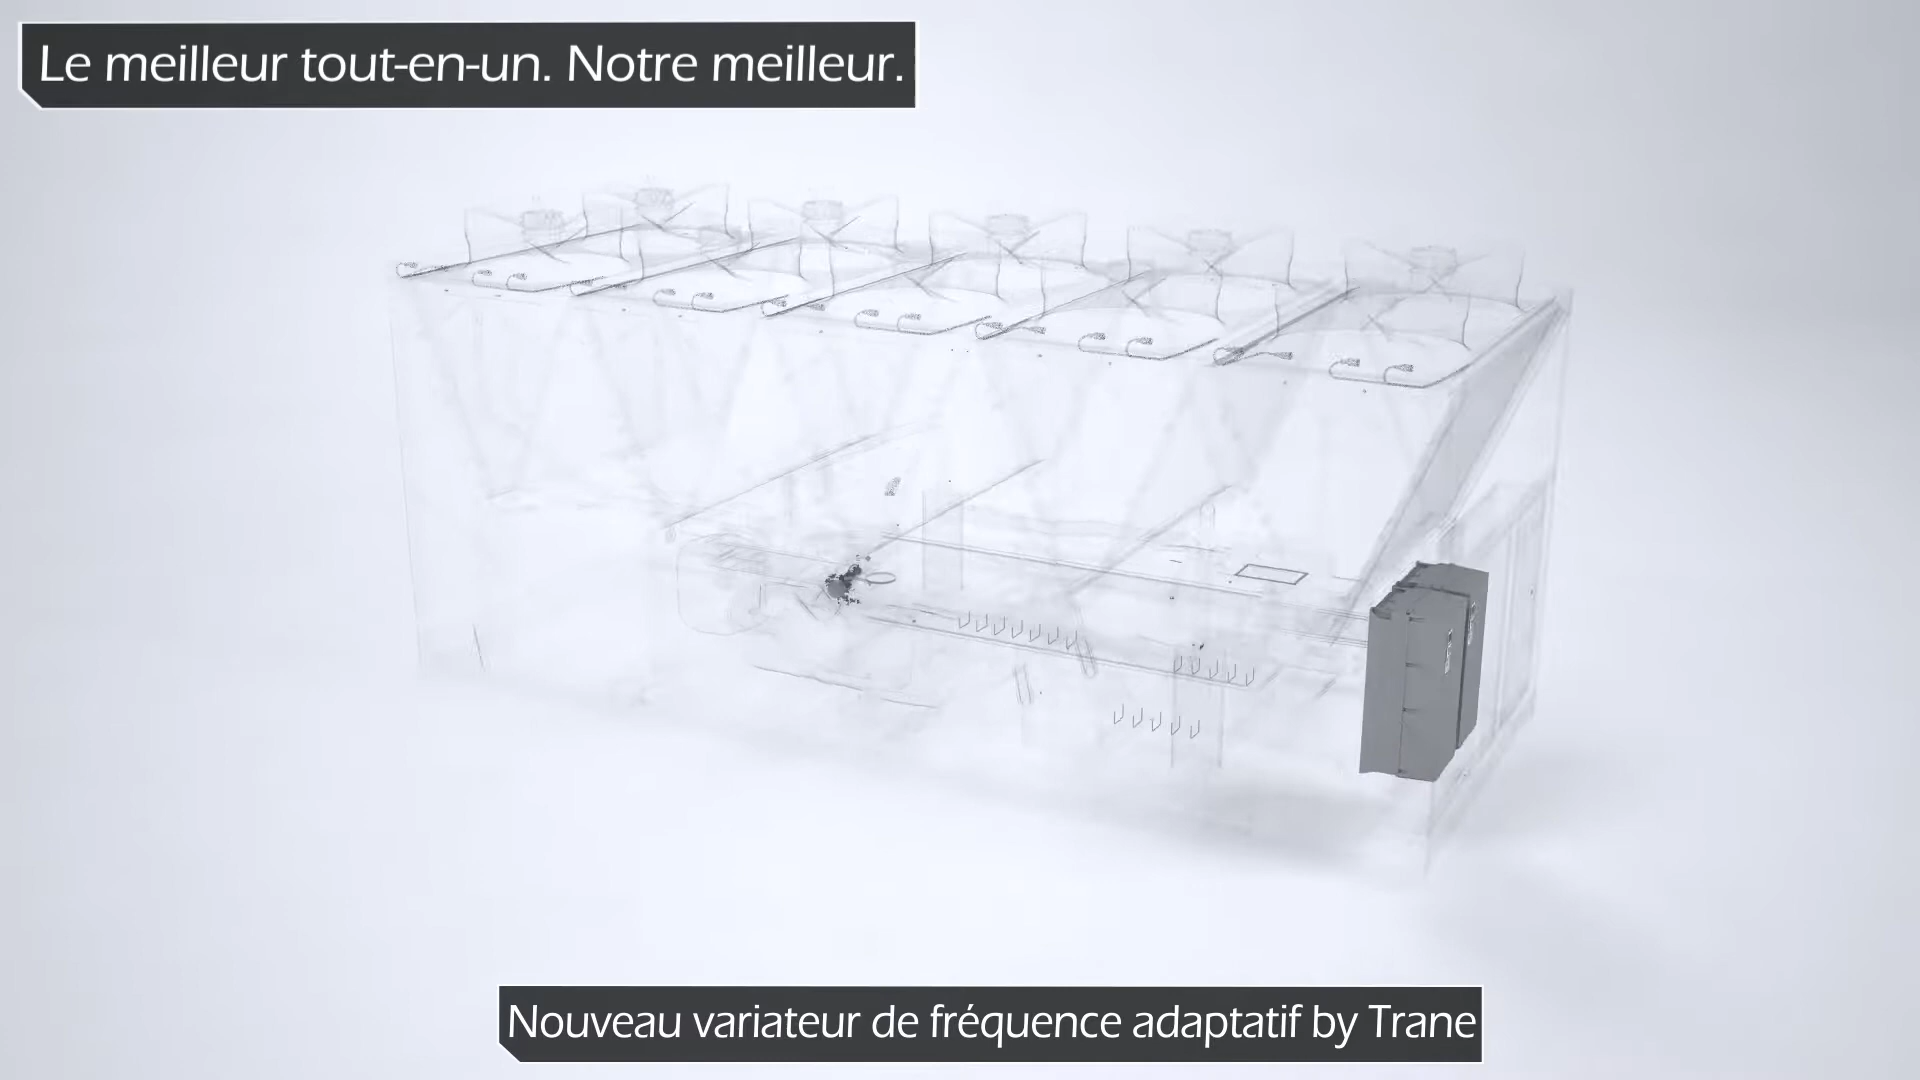 Le meilleur tout-en-un. Notre meilleur.
Nouveau variateur de fréquence adaptatif by Trane